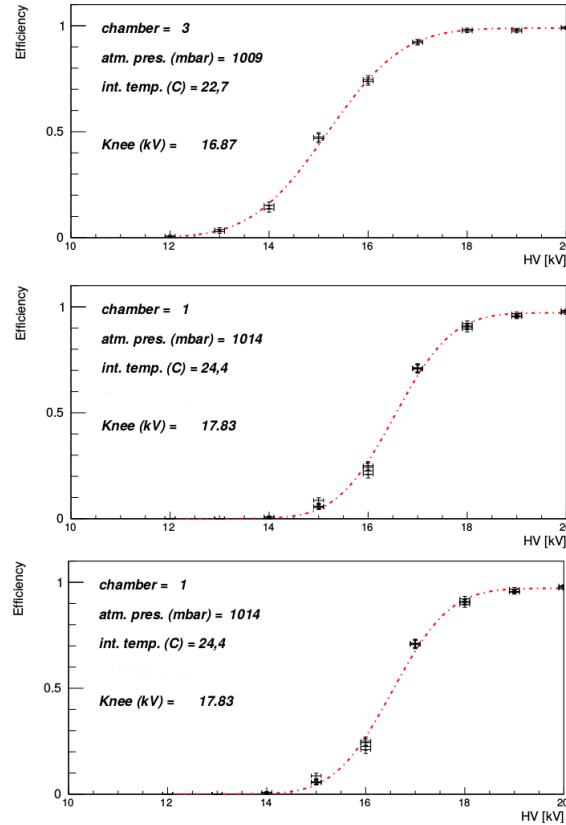 Efficiency
chamber = 3
1
atm. pres. (mbar) = 1009
int. temp. (C) = 22,7
0.5
Knee (kV) = 16.87
0
10 12 14 16 18 20
HV [kV]
Efficiency
chamber = 1
1
atm. pres. (mbar) = 1014
int. temp. (C) = 24,4
0.5
Knee (kV) = 17.83
0
10 12 14 16 18 20
HV [kV]
Efficiency
chamber = 1
1
atm. pres. (mbar) = 1014
int. temp. (C) = 24,4
0.5
Knee (kV) = 17.83
0
10 12 14 16 18 20
HV [kV]